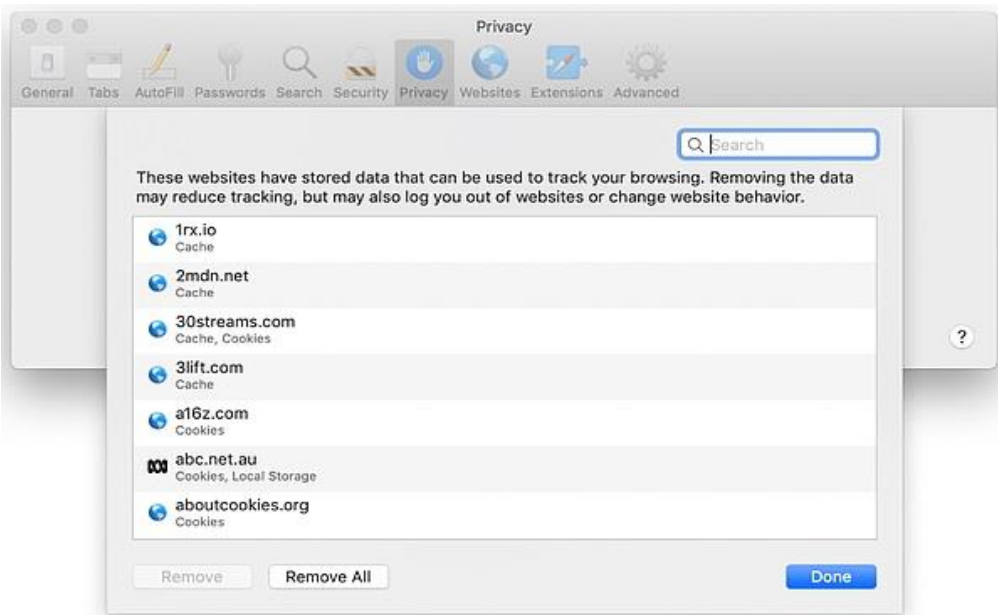 Privacy
General Tabs AutoFill Passwords Search Security Privacy Websites Extensions Advanced
Search
These websites have stored data that can be used to track your browsing. Removing the data
may reduce tracking, but may also log you out of websites or change website behavior.
1rx.io
Cache
2mdn.net
Cache
30streams.com
Cache, Cookies
3lift.com
Cache
a16z.com
Cookies
abc.net.au
Cookies, Local Storage
aboutcookies.org
Cookies
?
Remove Remove All Done